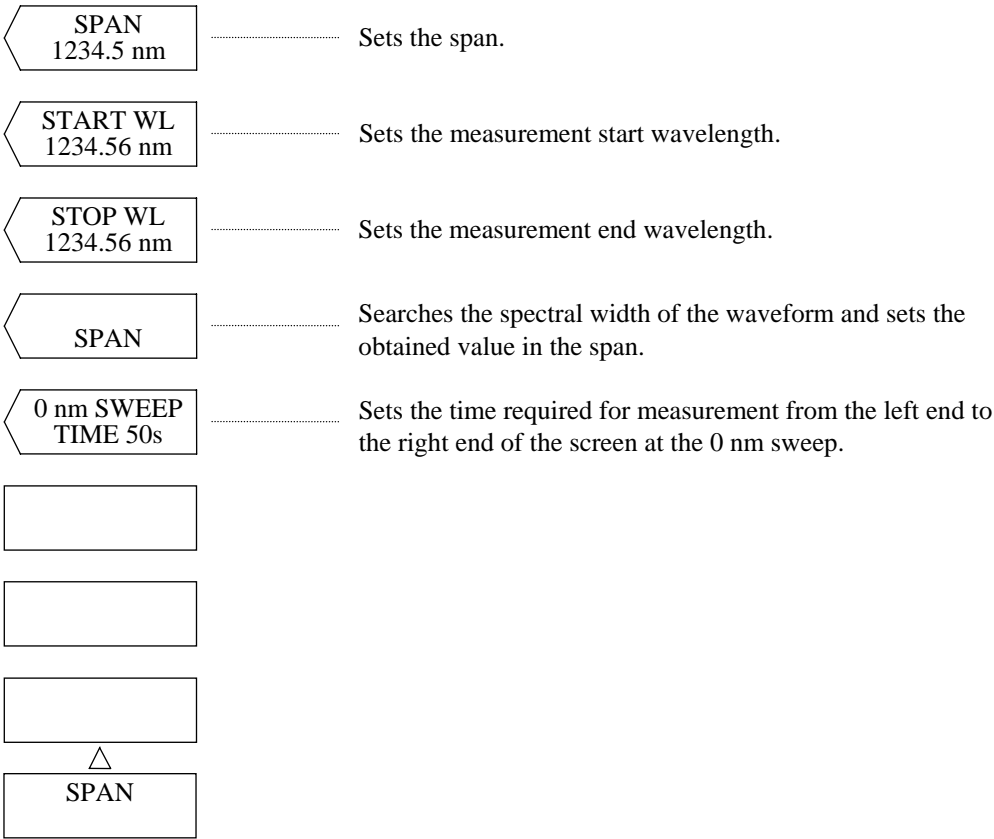 SPAN
1234.5 nm
Sets the span.
START WL
1234.56 nm
Sets the measurement start wavelength.
STOP WL
1234.56 nm
Sets the measurement end wavelength.
SPAN
Searches the spectral width of the waveform and sets the
obtained value in the span.
0 nm SWEEP
TIME 50s
Sets the time required for measurement from the left end to
the right end of the screen at the 0 nm sweep.
SPAN